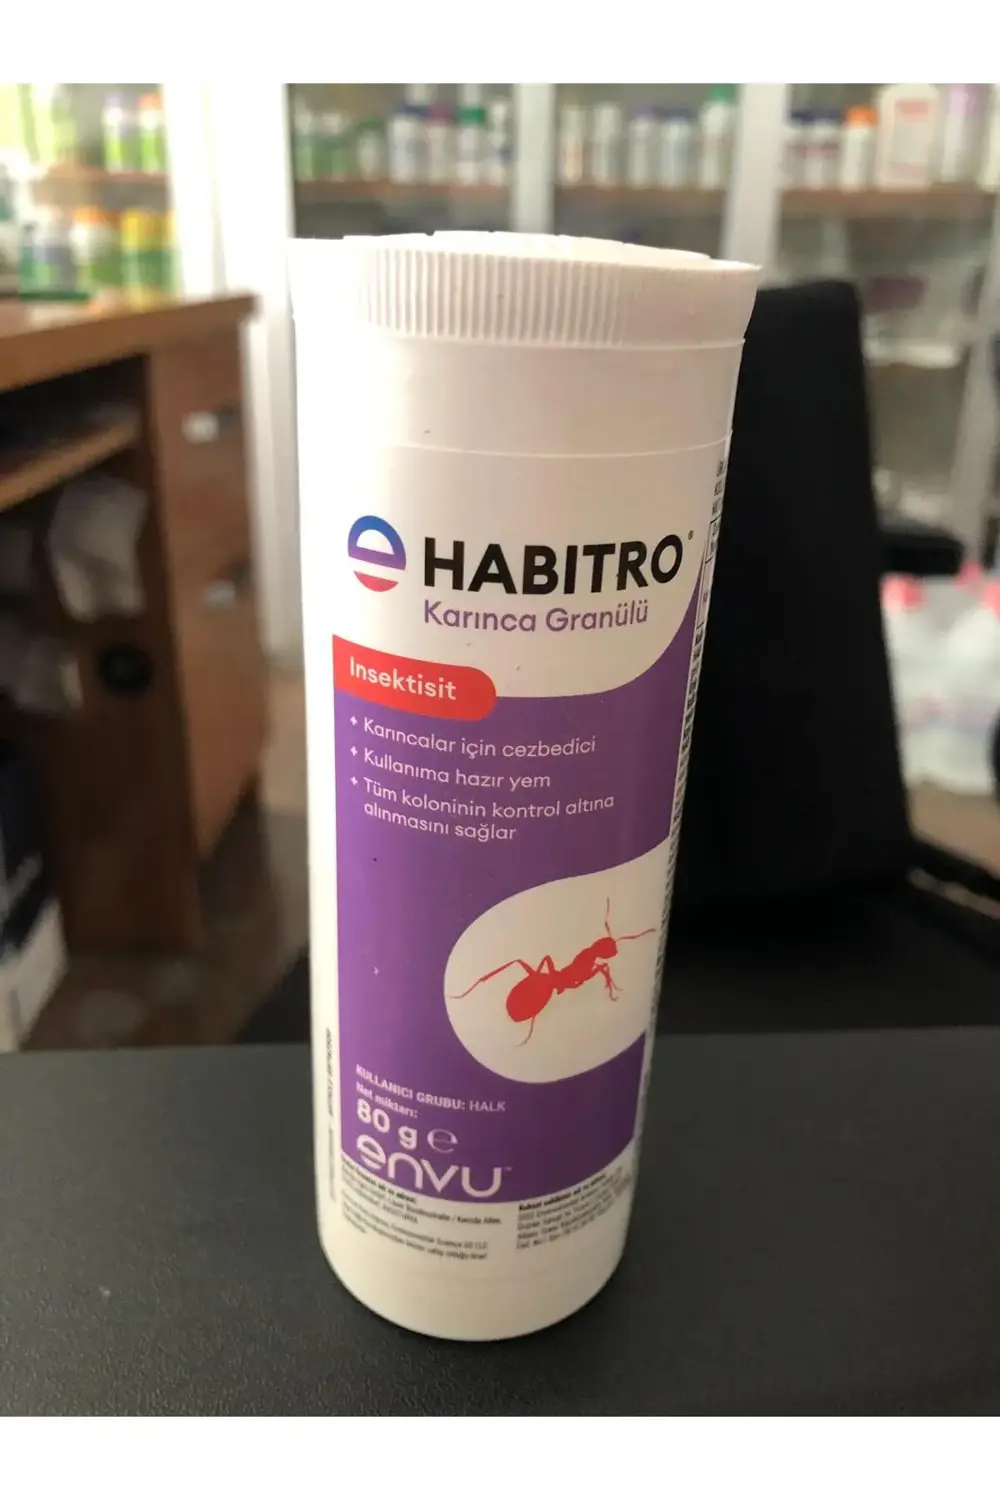 HABITRO
Karınca Granülü
Insektisit
+ Karıncalar için cezbedici
+ Kullanıma hazır yem
+ Tüm koloninin kontrol altına
alınmasını sağlar
KULLANICI GRUBU: HALK
Net miktarı:
80 g ℮
envu